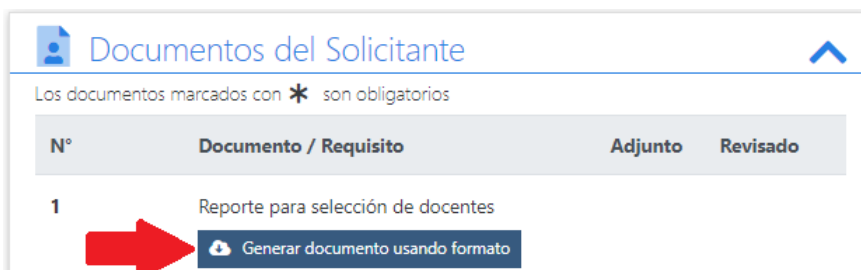 Documentos del Solicitante
Los documentos marcados con * son obligatorios
N° Documento / Requisito Adjunto Revisado
1 Reporte para selección de docentes
Generar documento usando formato